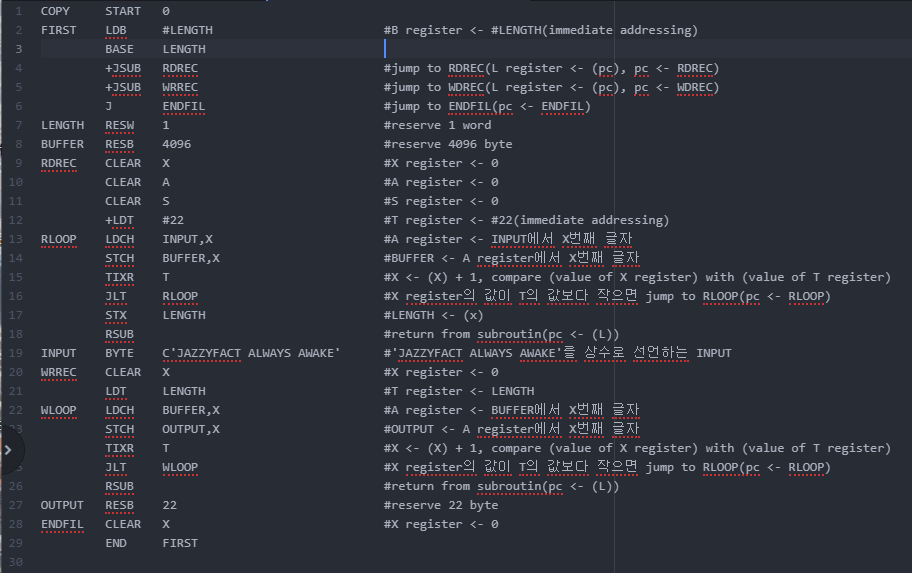 1 COPY START 0
2 FIRST LDB #LENGTH #B register <- #LENGTH(immediate addressing)
3 BASE LENGTH
4 +JSUB RDREC #jump to RDREC(L register <- (pc), pc <- RDREC)
5 +JSUB WRREC #jump to WDREC(L register <- (pc), pc <- WDREC)
6 J ENDFIL #jump to ENDFIL(pc <- ENDFIL)
7 LENGTH RESW 1 #reserve 1 word
8 BUFFER RESB 4096 #reserve 4096 byte
9 RDREC CLEAR X #X register <- 0
10 CLEAR A #A register <- 0
11 CLEAR S #S register <- 0
12 +LDT #22 #T register <- #22(immediate addressing)
13 RLOOP LDCH INPUT,X #A register <- INPUT에서 X번째 글자
14 STCH BUFFER,X #BUFFER <- A register에서 X번째 글자
15 TIXR T #X <- (X) + 1, compare (value of X register) with (value of T register)
16 JLT RLOOP #X register의 값이 T의 값보다 작으면 jump to RLOOP(pc <- RLOOP)
17 STX LENGTH #LENGTH <- (x)
18 RSUB #return from subroutin(pc <- (L))
19 INPUT BYTE C'JAZZYFACT ALWAYS AWAKE' #'JAZZYFACT ALWAYS AWAKE'를 상수로 선언하는 INPUT
20 WRREC CLEAR X #X register <- 0
21 LDT LENGTH #T register <- LENGTH
22 WLOOP LDCH BUFFER,X #A register <- BUFFER에서 X번째 글자
3 STCH OUTPUT,X #OUTPUT <- A register에서 X번째 글자
TIXR T #X <- (X) + 1, compare (value of X register) with (value of T register)
JLT WLOOP #X register의 값이 T의 값보다 작으면 jump to RLOOP(pc <- RLOOP)
26 RSUB #return from subroutin(pc <- (L))
27 OUTPUT RESB 22 #reserve 22 byte
28 ENDFIL CLEAR X #X register <- 0
29 END FIRST
30